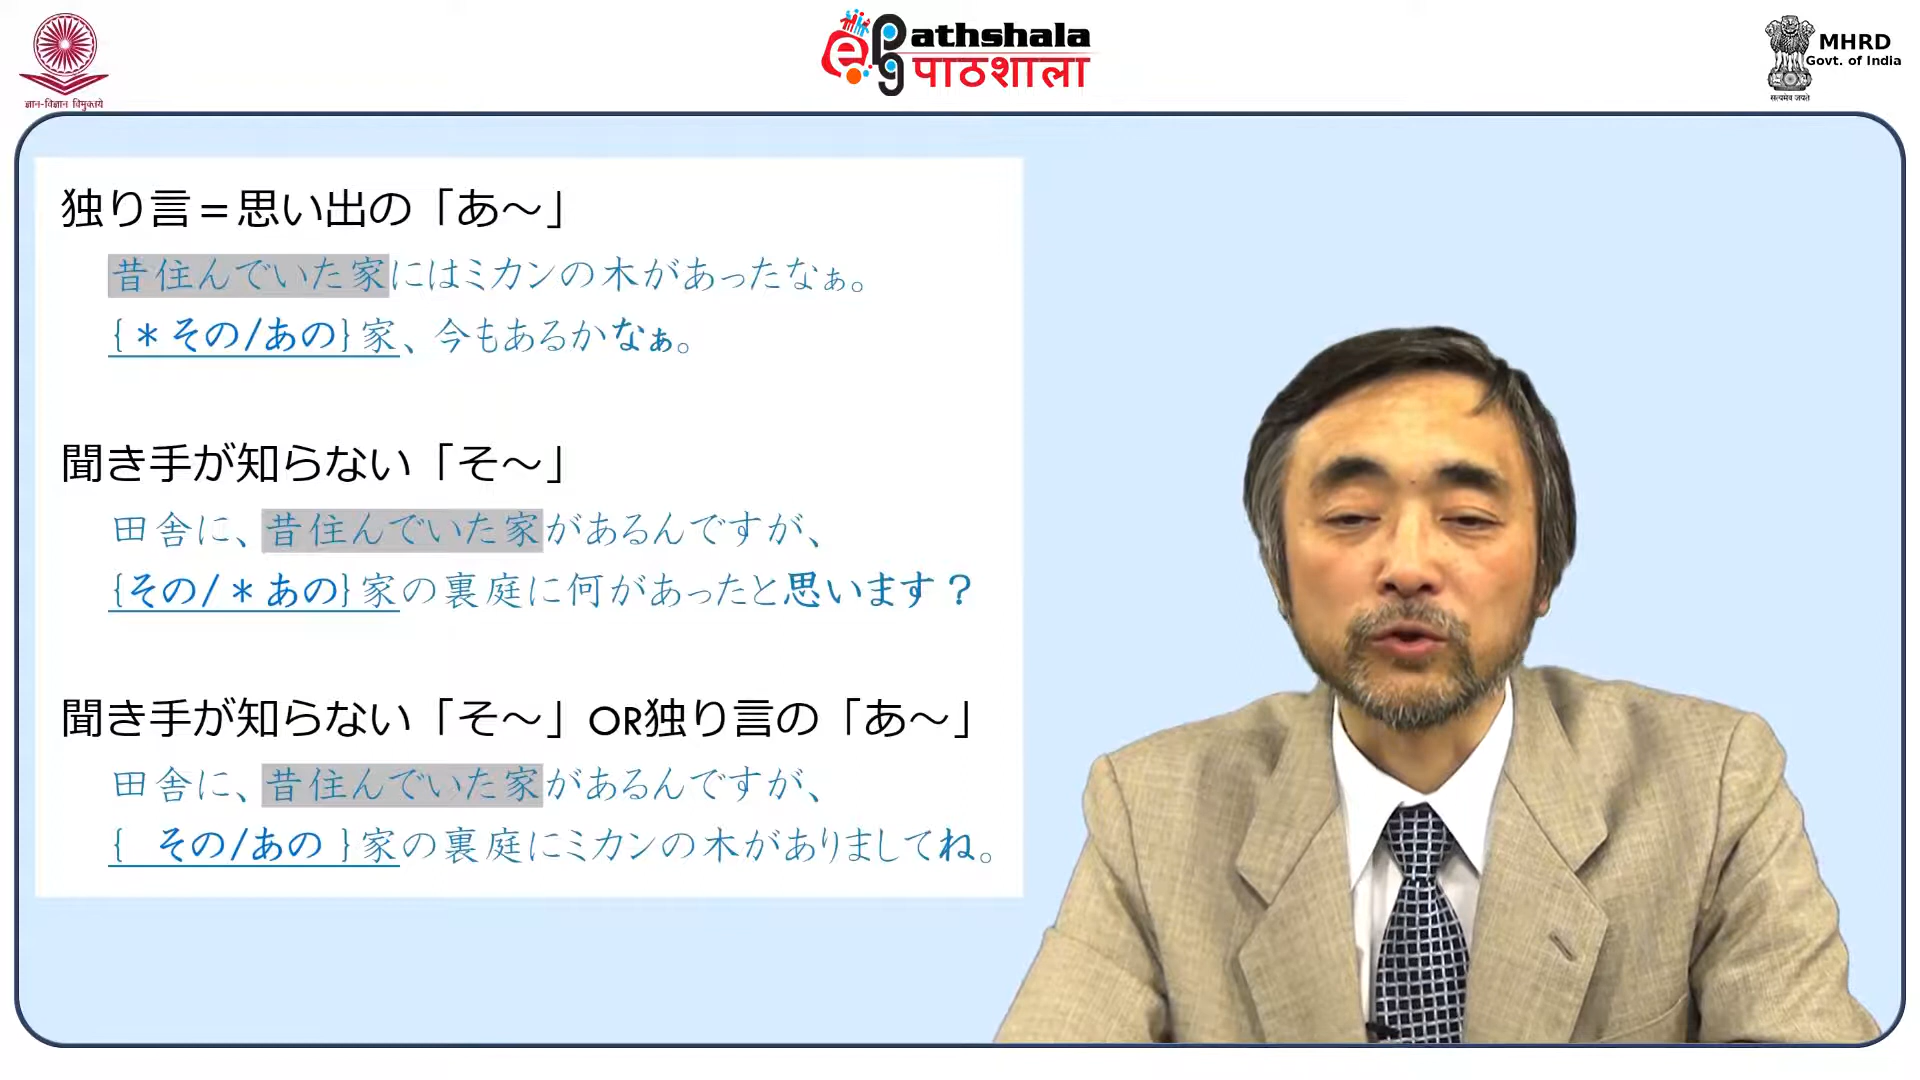 ज्ञान-विज्ञान विमुक्तये
ePG athshala
पाठशाला
MHRD
Govt. of India
सत्यमेव जयते
独り言＝思い出の「あ～」
昔住んでいた家にはミカンの木があったなぁ。
{＊その/あの}家、今もあるかなぁ。
聞き手が知らない「そ～」
田舎に、昔住んでいた家があるんですが、
{その/＊あの}家の裏庭に何があったと思います？
聞き手が知らない「そ～」OR独り言の「あ～」
田舎に、昔住んでいた家があるんですが、
{ その/あの }家の裏庭にミカンの木がありましてね。